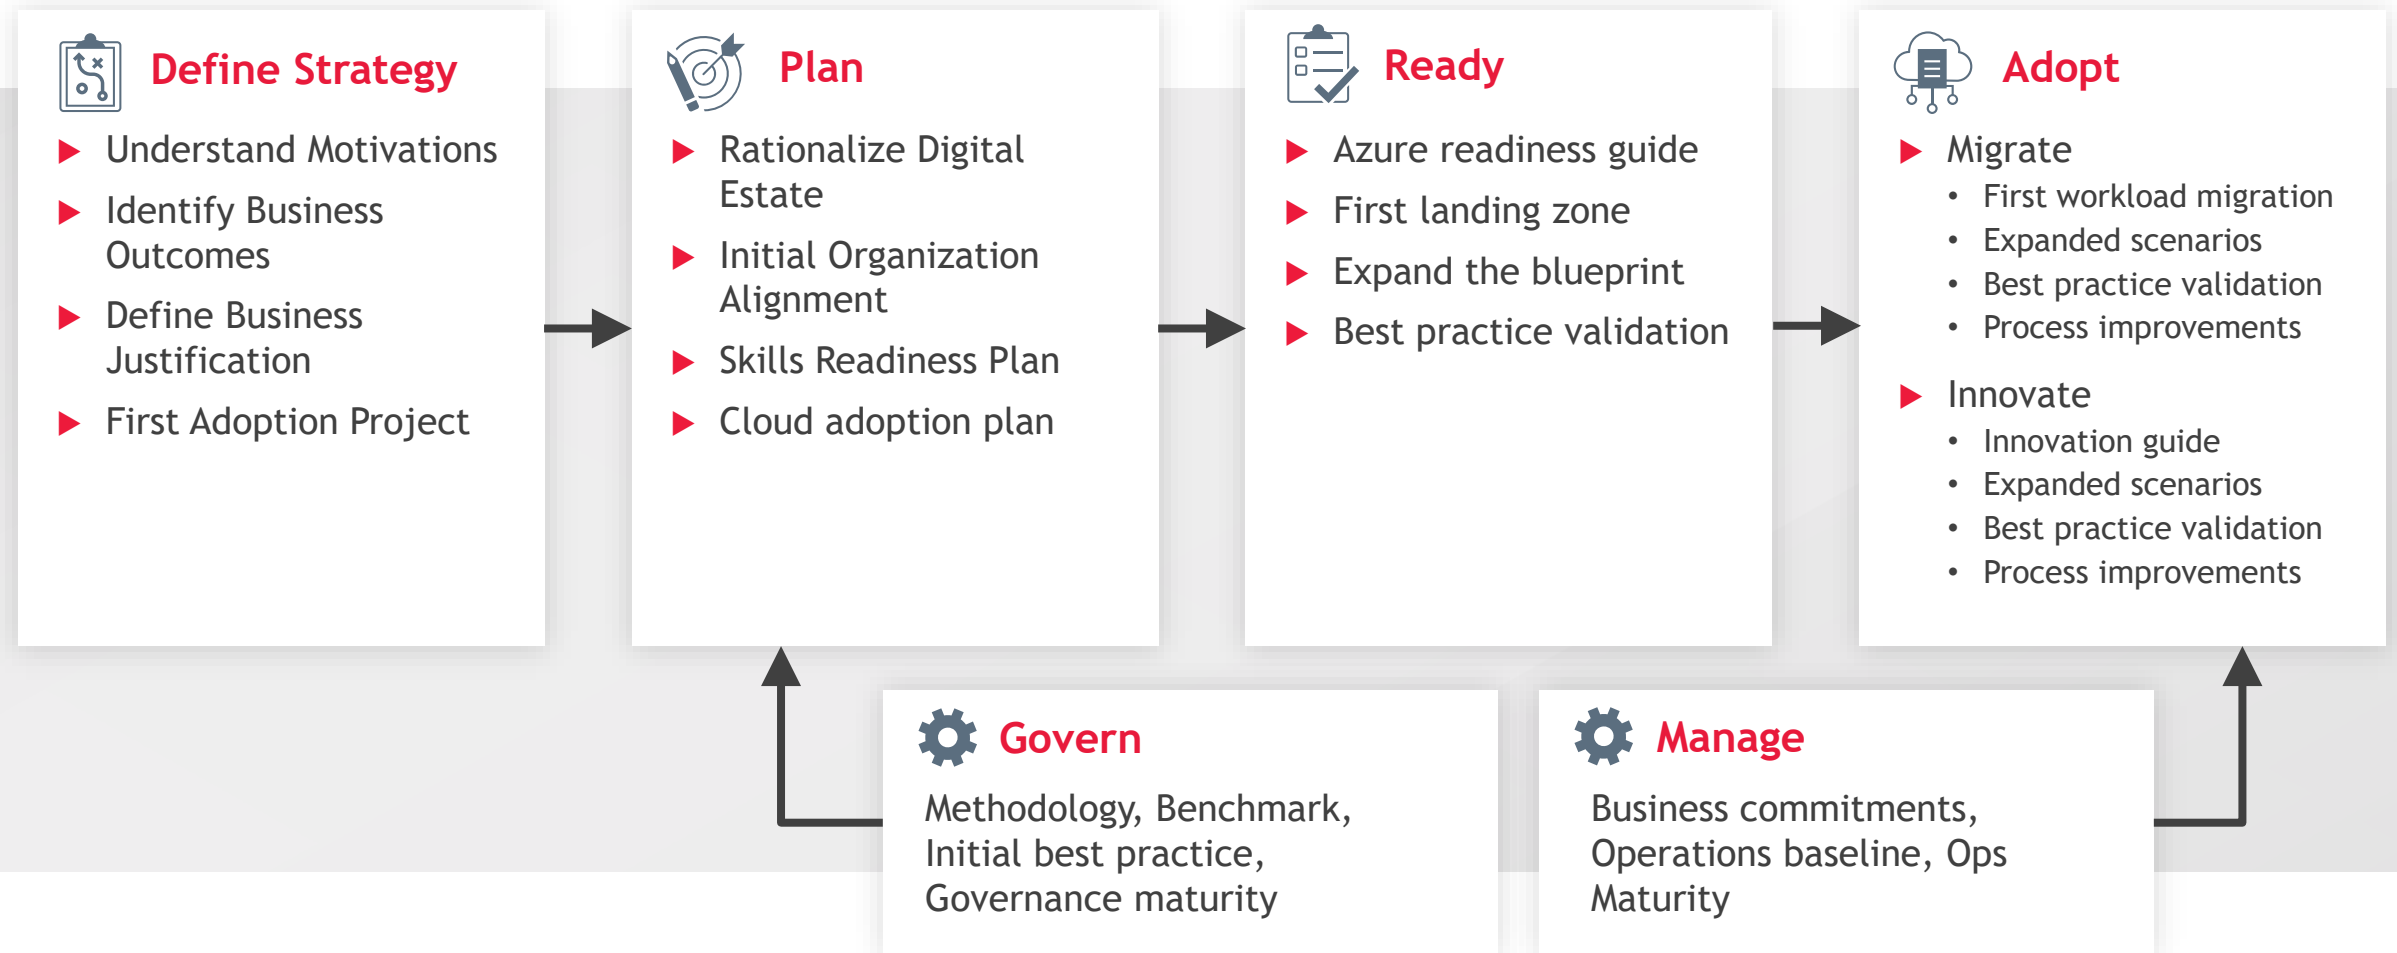 Define Strategy
Understand Motivations
Identify Business
Outcomes
Define Business
Justification
First Adoption Project
Plan
Rationalize Digital
Estate
Initial Organization
Alignment
Skills Readiness Plan
Cloud adoption plan
Ready
Azure readiness guide
First landing zone
Expand the blueprint
Best practice validation
Adopt
Migrate
• First workload migration
• Expanded scenarios
• Best practice validation
• Process improvements
Innovate
• Innovation guide
• Expanded scenarios
• Best practice validation
• Process improvements
Govern
Methodology, Benchmark,
Initial best practice,
Governance maturity
Manage
Business commitments,
Operations baseline, Ops
Maturity